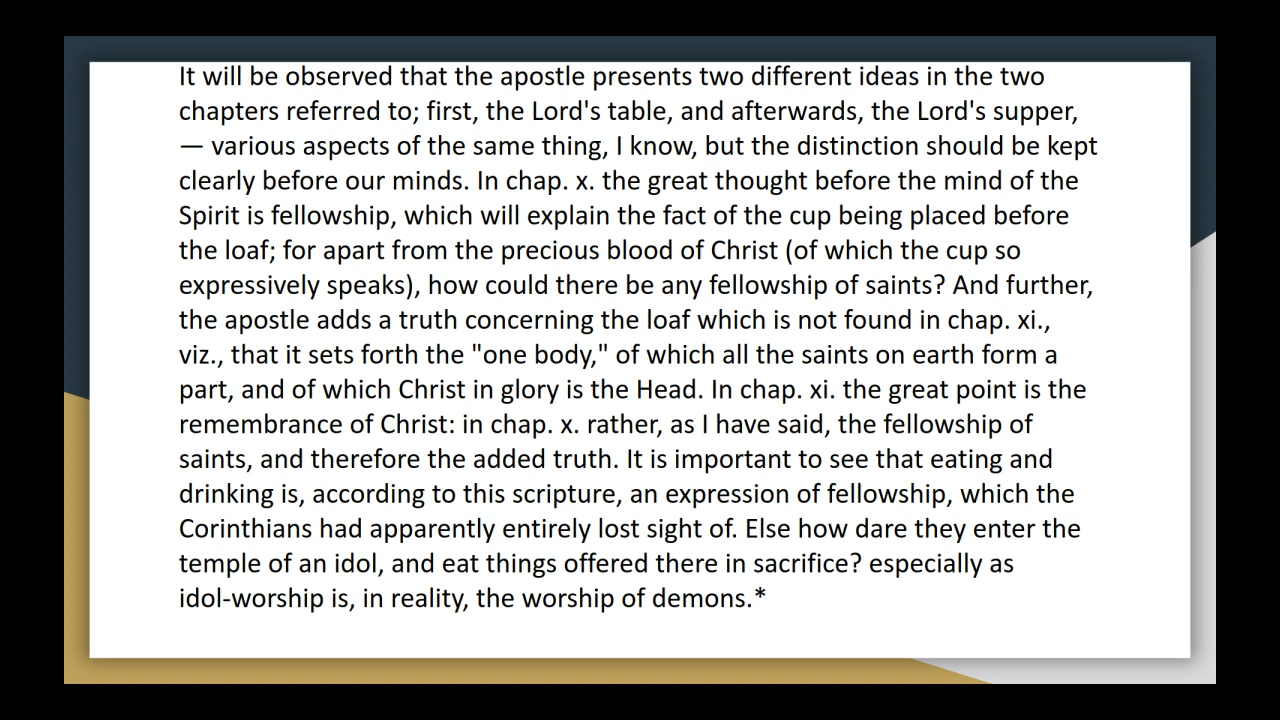 It will be observed that the apostle presents two different ideas in the two
chapters referred to; first, the Lord's table, and afterwards, the Lord's supper,
— various aspects of the same thing, I know, but the distinction should be kept
clearly before our minds. In chap. x. the great thought before the mind of the
Spirit is fellowship, which will explain the fact of the cup being placed before
the loaf; for apart from the precious blood of Christ (of which the cup so
expressively speaks), how could there be any fellowship of saints? And further,
the apostle adds a truth concerning the loaf which is not found in chap. xi.,
viz., that it sets forth the "one body," of which all the saints on earth form a
part, and of which Christ in glory is the Head. In chap. xi. the great point is the
remembrance of Christ: in chap. x. rather, as I have said, the fellowship of
saints, and therefore the added truth. It is important to see that eating and
drinking is, according to this scripture, an expression of fellowship, which the
Corinthians had apparently entirely lost sight of. Else how dare they enter the
temple of an idol, and eat things offered there in sacrifice? especially as
idol-worship is, in reality, the worship of demons.*